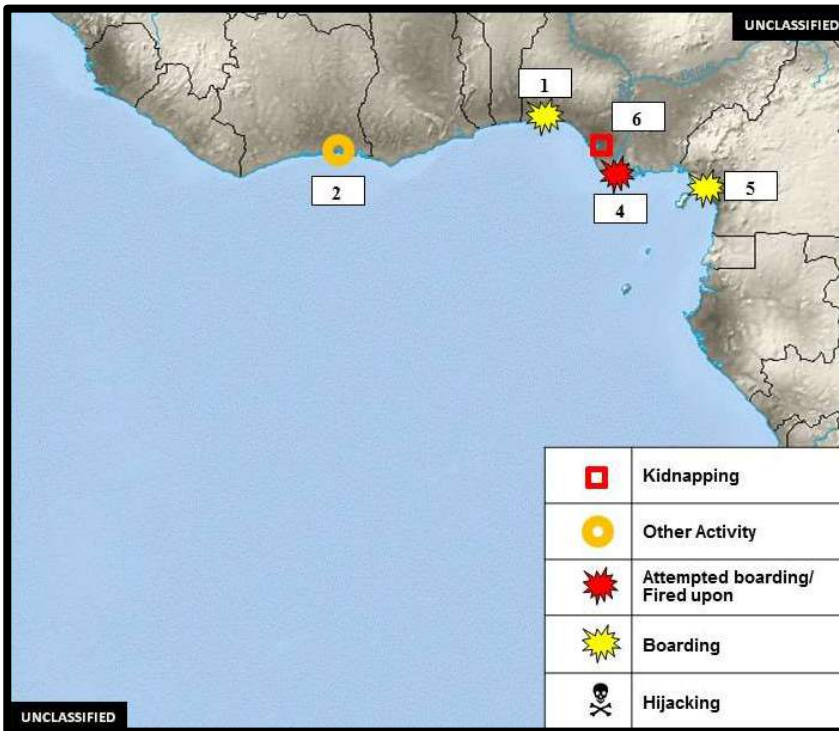 UNCLASSIFIED
1
6
2
4
5
Kidnapping
Other Activity
Attempted boarding/
Fired upon
Boarding
Hijacking
UNCLASSIFIED